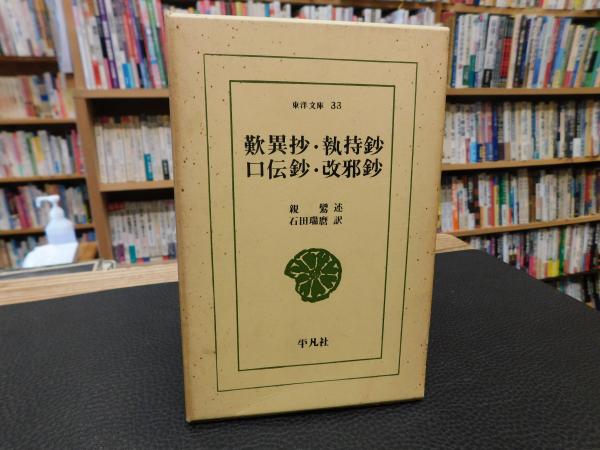 東洋文庫 33
歎異抄・執持鈔
口伝鈔・改邪鈔
親鸞 述
石田瑞麿 訳
平凡社